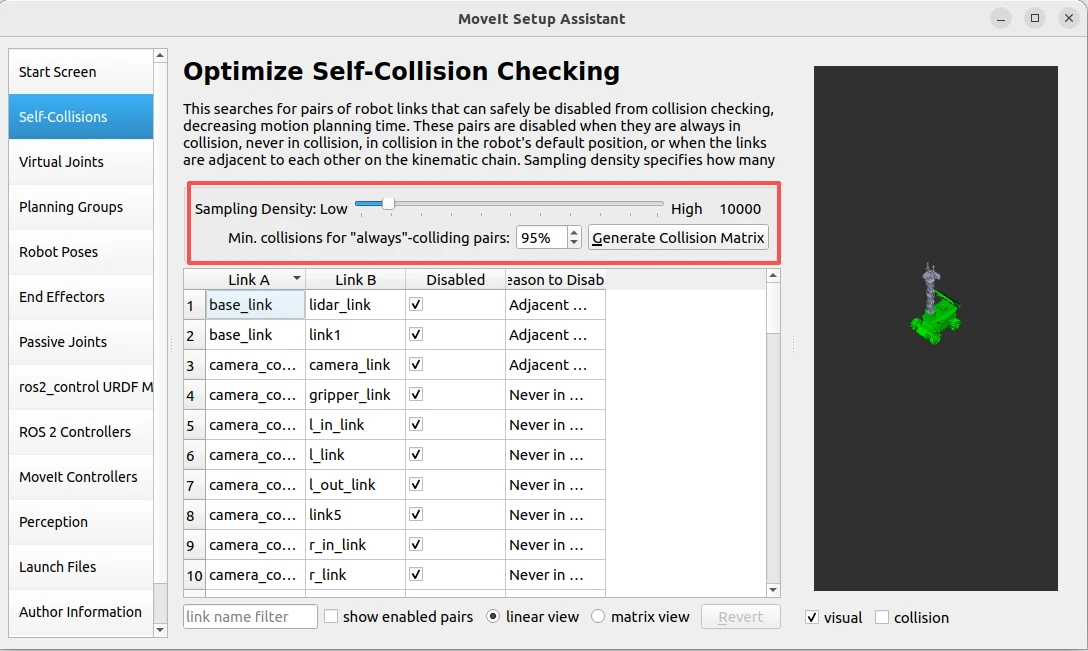 MoveIt Setup Assistant
Start Screen
Self-Collisions
Virtual Joints
Planning Groups
Robot Poses
End Effectors
Passive Joints
ros2_control URDF M
ROS 2 Controllers
MoveIt Controllers
Perception
Launch Files
Author Information
Optimize Self-Collision Checking
This searches for pairs of robot links that can safely be disabled from collision checking,
decreasing motion planning time. These pairs are disabled when they are always in
collision, never in collision, in collision in the robot's default position, or when the links
are adjacent to each other on the kinematic chain. Sampling density specifies how many
Sampling Density: Low High 10000
Min. collisions for "always"-colliding pairs: 95% Generate Collision Matrix
Link A Link B Disabled eason to Disab
1 base_link lidar_link Adjacent ...
2 base_link link1 Adjacent ...
3 camera_co... camera_link Adjacent ...
4 camera_co... gripper_link Never in ...
5 camera_co... l_in_link Never in ...
6 camera_co... l_link Never in ...
7 camera_co... l_out_link Never in ...
8 camera_co... link5 Never in ...
9 camera_co... r_in_link Never in ...
10 camera_co... r_link Never in ...
link name filter show enabled pairs linear view matrix view Revert
visual collision